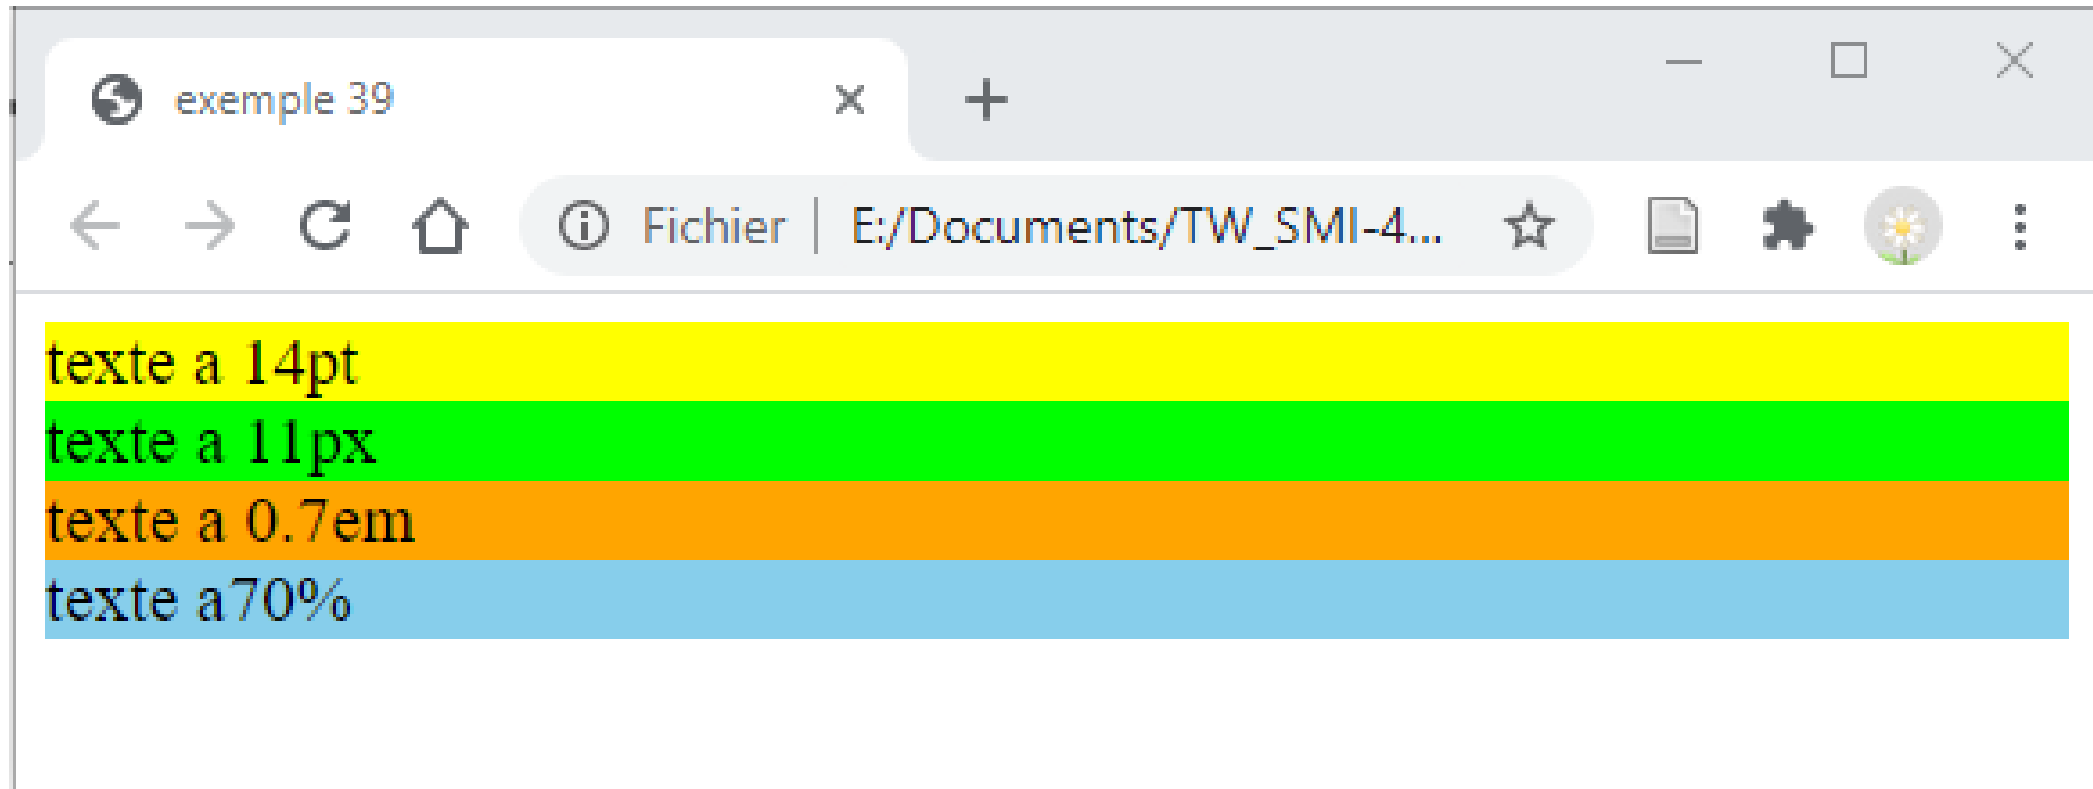 exemple 39
Fichier | E:/Documents/TW_SMI-4...
texte a 14pt
texte a 11px
texte a 0.7em
texte a70%